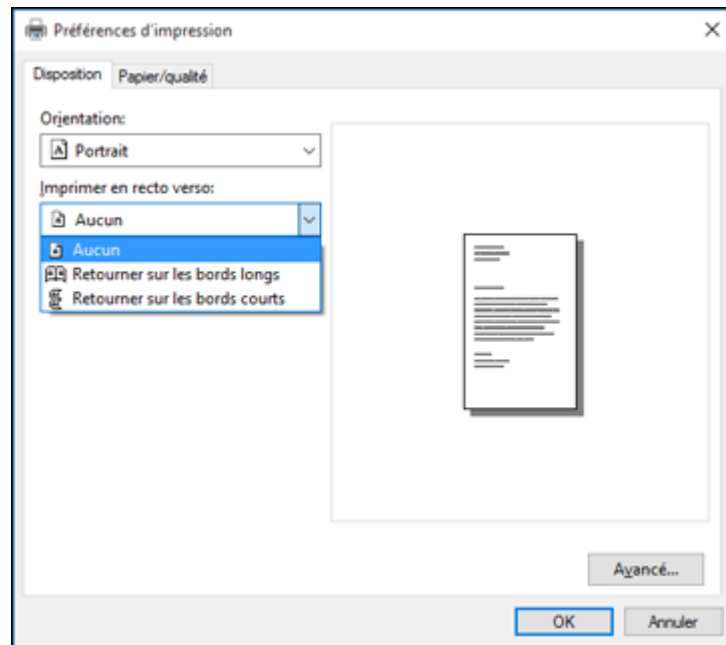 Préférences d'impression
Disposition
Papier/qualité
Orientation:
Portrait
Imprimer en recto verso:
Aucun
Aucun
Retourner sur les bords longs
Retourner sur les bords courts
Avancé...
OK
Annuler